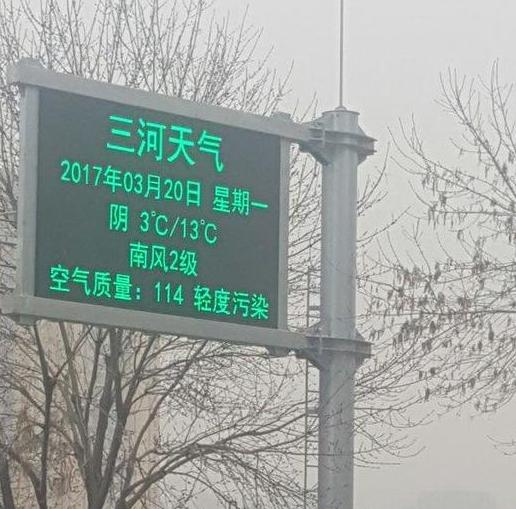 三河天气
2017年03月20日 星期一
阴 3℃/13℃
南风2级
空气质量：114 轻度污染